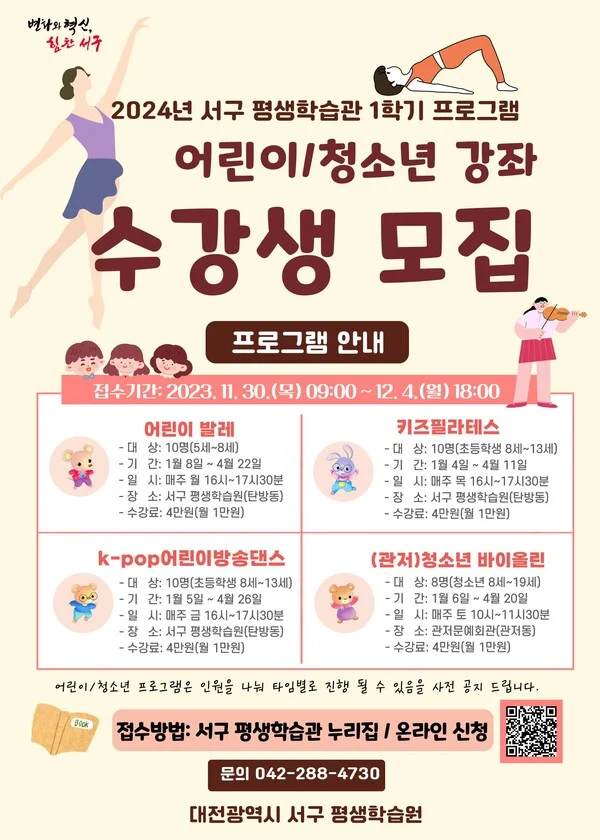 변화와 혁신,
힘찬 서구
2024년 서구 평생학습관 1학기 프로그램
어린이/청소년 강좌
수강생 모집
프로그램 안내
접수기간: 2023. 11. 30.(목) 09:00 ~ 12. 4.(월) 18:00
어린이 발레
- 대 상: 10명(5세~8세)
- 기 간: 1월 8일 ~ 4월 22일
- 일 시: 매주 월 16시~17시30분
- 장 소: 서구 평생학습원(탄방동)
- 수강료: 4만원(월 1만원)
키즈필라테스
- 대 상: 10명(초등학생 8세~13세)
- 기 간: 1월 4일 ~ 4월 11일
- 일 시: 매주 목 16시~17시30분
- 장 소: 서구 평생학습원(탄방동)
- 수강료: 4만원(월 1만원)
k-pop어린이방송댄스
- 대 상: 10명(초등학생 8세~13세)
- 기 간: 1월 5일 ~ 4월 26일
- 일 시: 매주 금 16시~17시30분
- 장 소: 서구 평생학습원(탄방동)
- 수강료: 4만원(월 1만원)
(관저)청소년 바이올린
- 대 상: 8명(청소년 8세~19세)
- 기 간: 1월 6일 ~ 4월 20일
- 일 시: 매주 토 10시~11시30분
- 장 소: 관저문예회관(관저동)
- 수강료: 4만원(월 1만원)
어린이/청소년 프로그램은 인원을 나눠 타임별로 진행 될 수 있음을 사전 공지 드립니다.
BOOK
접수방법: 서구 평생학습관 누리집 / 온라인 신청
문의 042-288-4730
대전광역시 서구 평생학습원